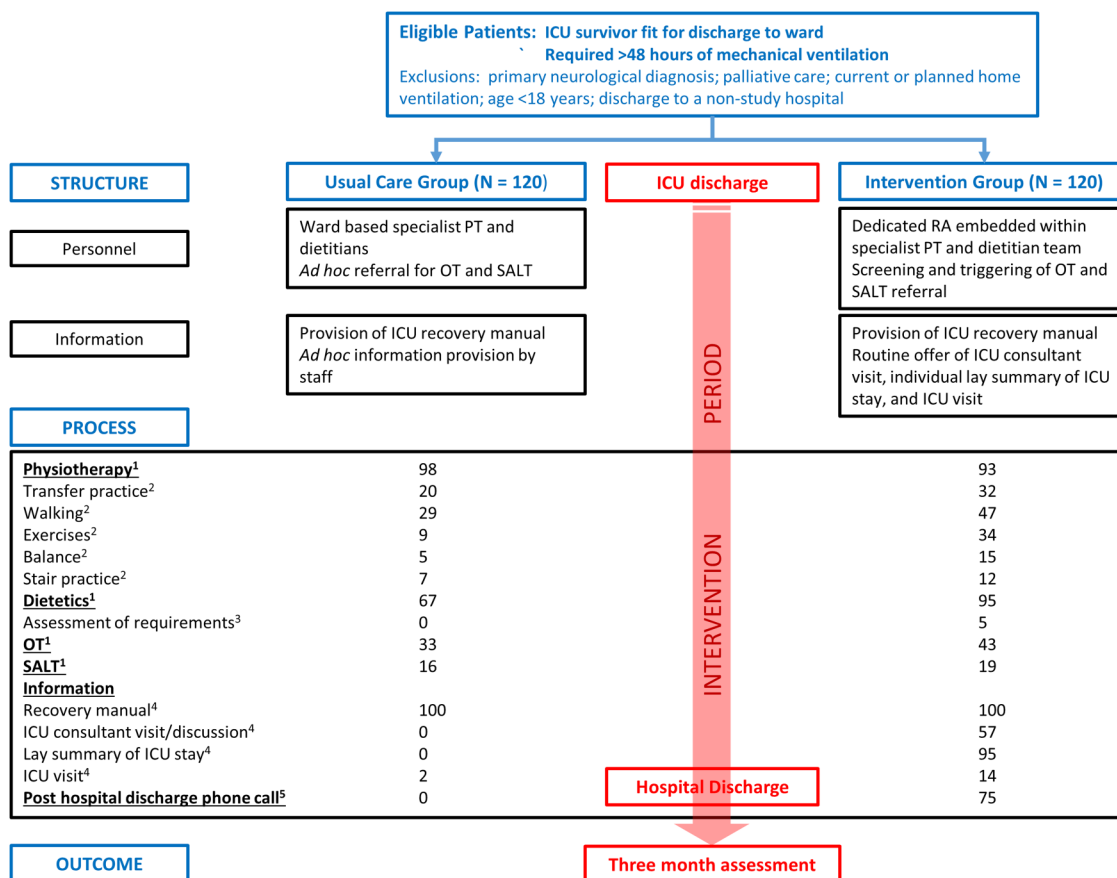 Eligible Patients: ICU survivor fit for discharge to ward
` Required >48 hours of mechanical ventilation
Exclusions: primary neurological diagnosis; palliative care; current or planned home
ventilation; age <18 years; discharge to a non-study hospital
STRUCTURE
Usual Care Group (N = 120)
ICU discharge
Intervention Group (N = 120)
Personnel
Ward based specialist PT and
dietitians
Ad hoc referral for OT and SALT
Dedicated RA embedded within
specialist PT and dietitian team
Screening and triggering of OT and
SALT referral
Information
Provision of ICU recovery manual
Ad hoc information provision by
staff
Provision of ICU recovery manual
Routine offer of ICU consultant
visit, individual lay summary of ICU
stay, and ICU visit
INTERVENTION PERIOD
PROCESS
Physiotherapy¹ 98 93
Transfer practice² 20 32
Walking² 29 47
Exercises² 9 34
Balance² 5 15
Stair practice² 7 12
Dietetics¹ 67 95
Assessment of requirements³ 0 5
OT¹ 33 43
SALT¹ 16 19
Information
Recovery manual⁴ 100 100
ICU consultant visit/discussion⁴ 0 57
Lay summary of ICU stay⁴ 0 95
ICU visit⁴ 2 14
Hospital Discharge
Post hospital discharge phone call⁵ 0 75
OUTCOME
Three month assessment